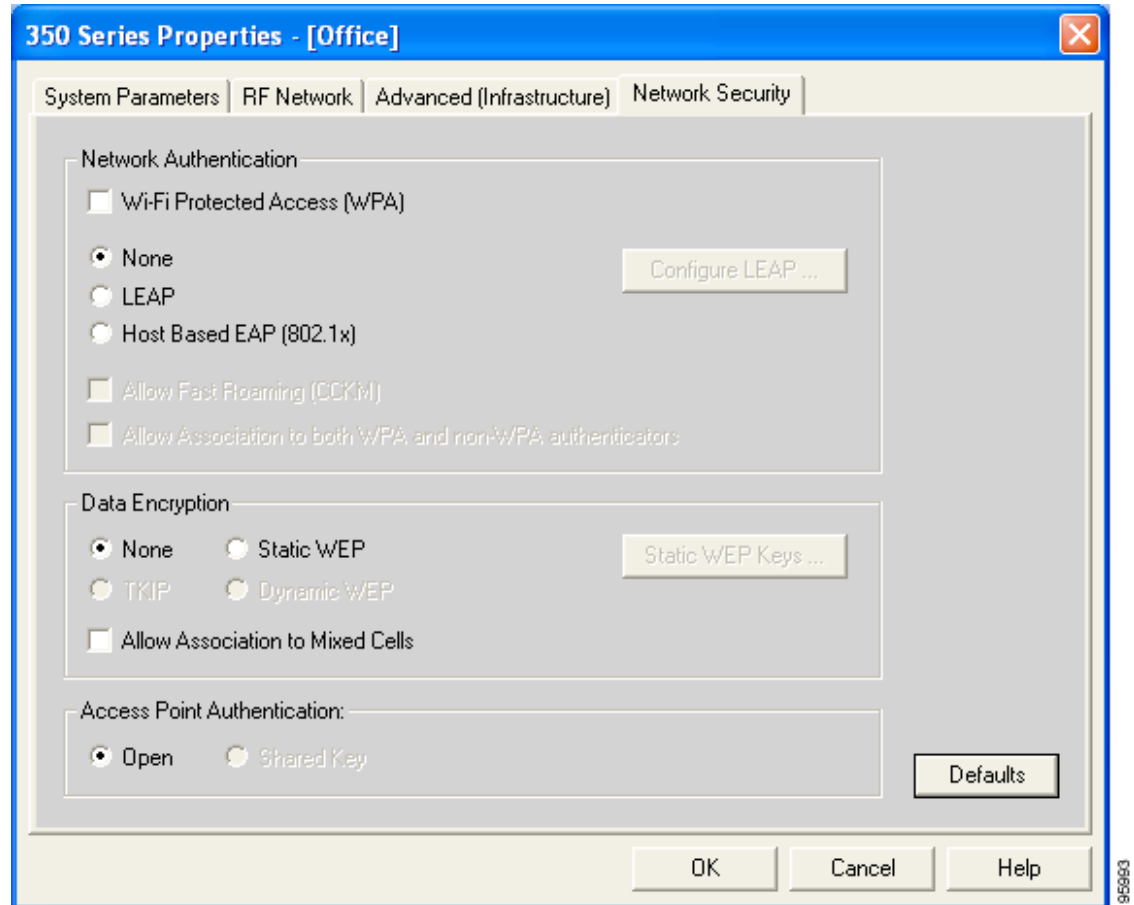 350 Series Properties - [Office]
System Parameters RF Network Advanced (Infrastructure) Network Security
Network Authentication
Wi-Fi Protected Access (WPA)
None
Configure LEAP ...
LEAP
Host Based EAP (802.1x)
Allow Fast Roaming (CCKM)
Allow Association to both WPA and non-WPA authenticators
Data Encryption
None Static WEP
Static WEP Keys ...
TKIP Dynamic WEP
Allow Association to Mixed Cells
Access Point Authentication:
Open Shared Key
Defaults
OK Cancel Help
95993